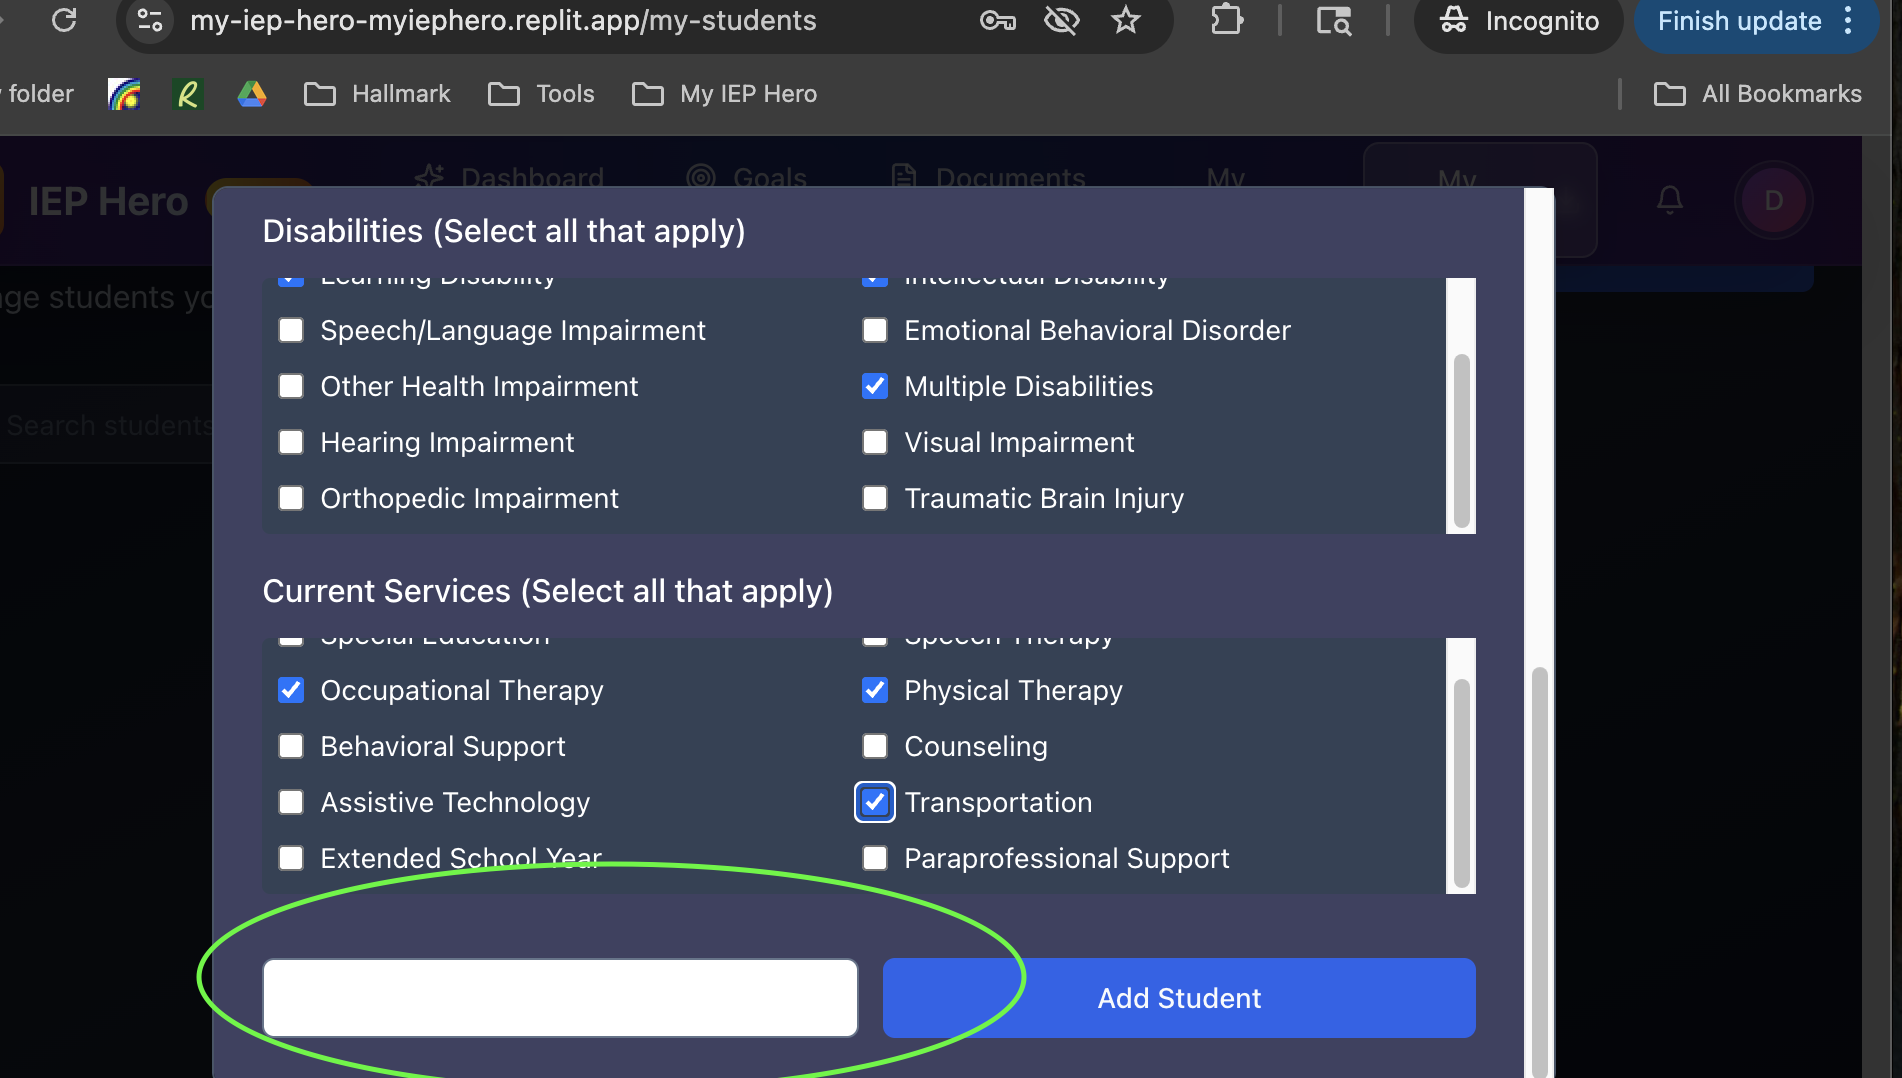 my-iep-hero-myiephero.replit.app/my-students
Incognito
Finish update
folder
Hallmark
Tools
My IEP Hero
All Bookmarks
IEP Hero
Dashboard
Goals
Documents
My
My
D
Disabilities (Select all that apply)
ge students yo
Learning Disability
Intellectual Disability
Speech/Language Impairment
Emotional Behavioral Disorder
Other Health Impairment
Multiple Disabilities
Search students
Hearing Impairment
Visual Impairment
Orthopedic Impairment
Traumatic Brain Injury
Current Services (Select all that apply)
Special Education
Speech Therapy
Occupational Therapy
Physical Therapy
Behavioral Support
Counseling
Assistive Technology
Transportation
Extended School Year
Paraprofessional Support
Add Student